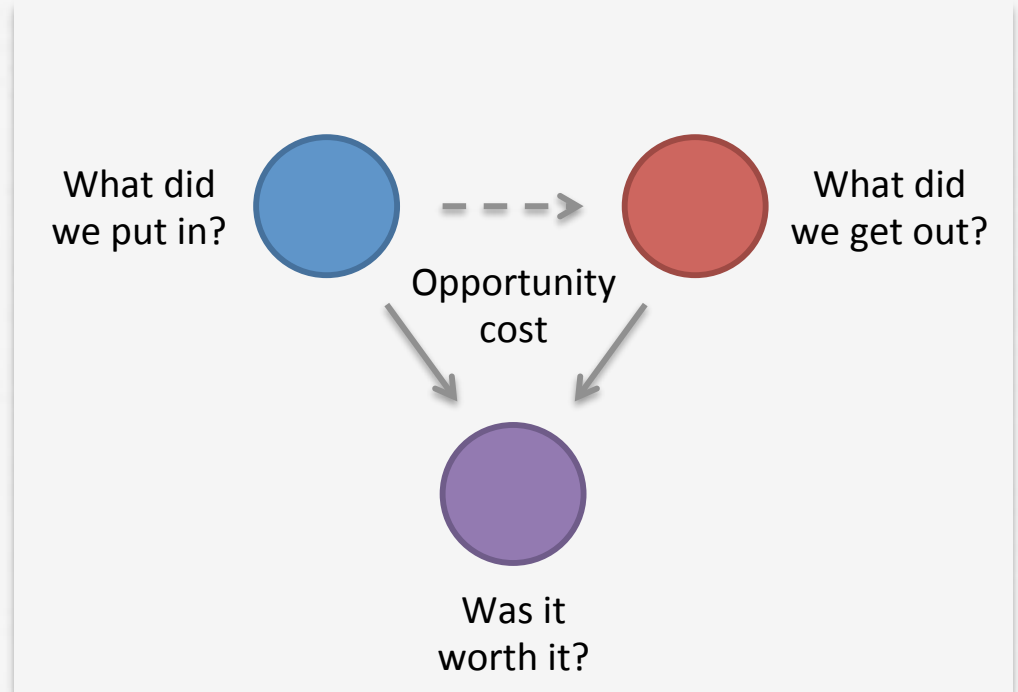 What did
we put in?
What did
we get out?
Opportunity
cost
Was it
worth it?